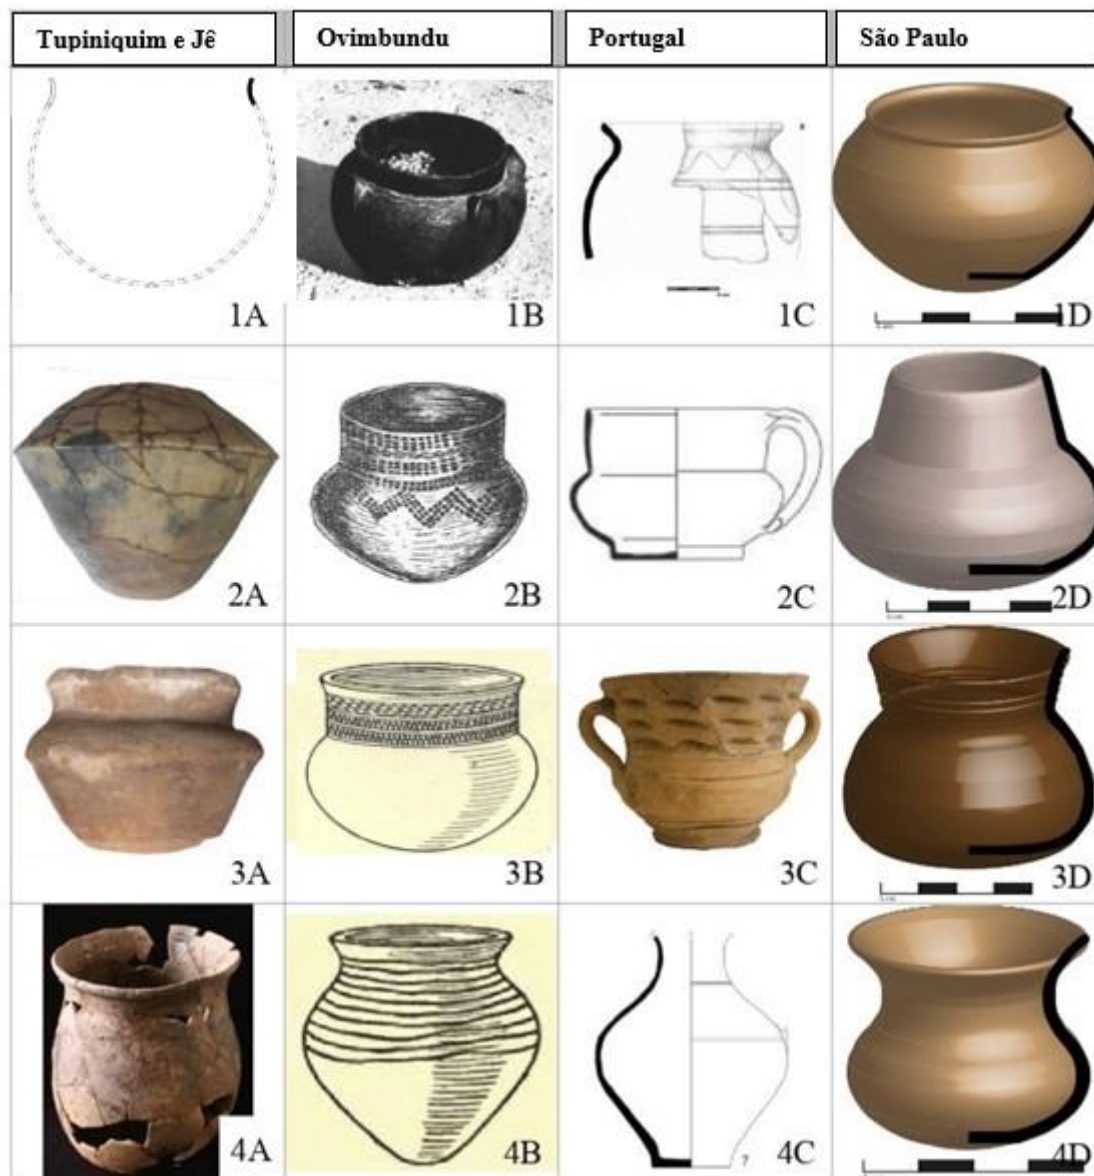 Tupiniquim e Jê
Ovimbundu
Portugal
São Paulo
1A
1B
1C
1D
2A
2B
2C
2D
3A
3B
3C
3D
4A
4B
?
4C
4D